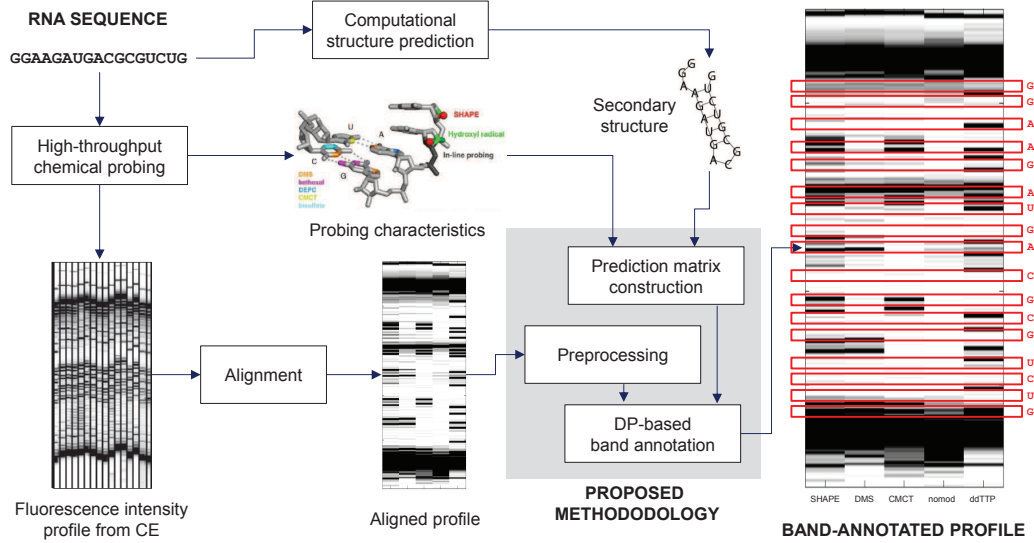 RNA SEQUENCE
GGAAGAUGACGCGUCUG
Computational
structure prediction
High-throughput
chemical probing
U
A
C
G
SHAPE
Hydroxyl radical
In-line probing
DMS
kethoxal
DEPC
CMCT
bisulfate
Probing characteristics
Secondary
structure
G
G
A
A
G
A
U
G
A
C
G
C
G
U
C
U
G
Prediction matrix
construction
Preprocessing
DP-based
band annotation
PROPOSED
METHODODOLOGY
Alignment
Fluorescence intensity
profile from CE
Aligned profile
G
G
A
A
G
A
U
G
A
C
G
C
G
U
C
U
G
SHAPE DMS CMCT nomod ddTTP
BAND-ANNOTATED PROFILE